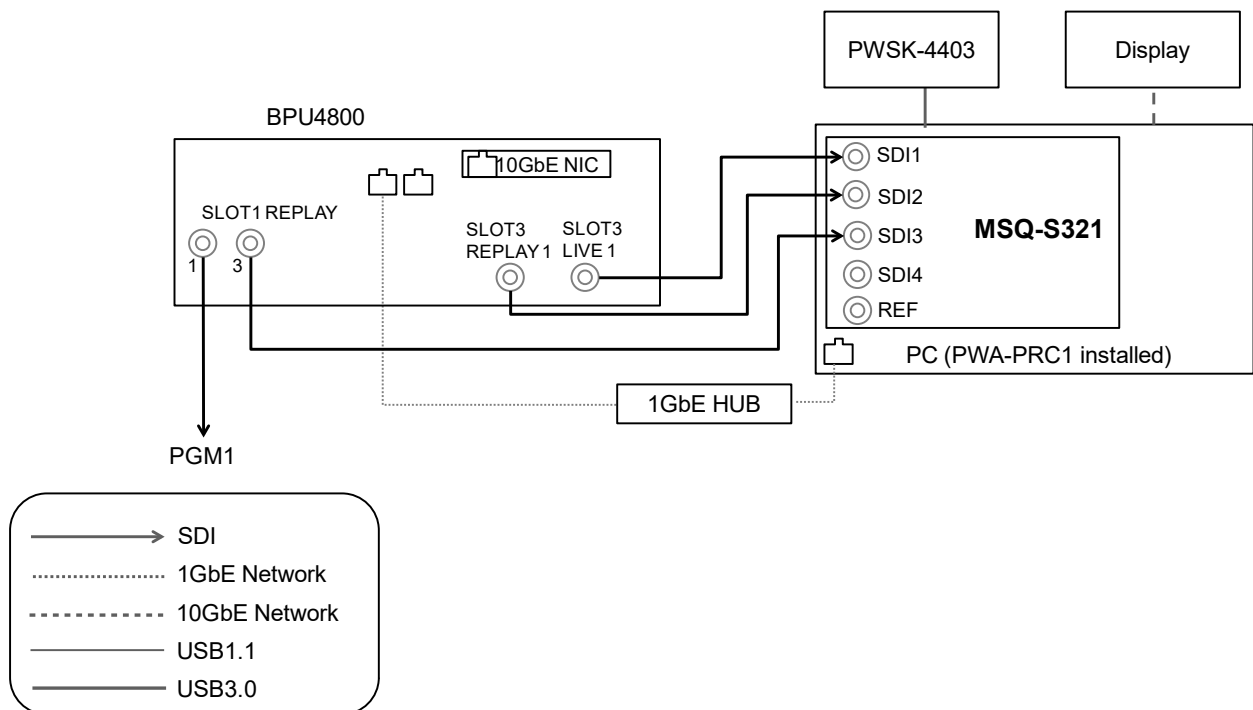 PWSK-4403
Display
BPU4800
10GbE NIC
SDI1
SLOT1 REPLAY
SDI2
MSQ-S321
SLOT3
REPLAY 1
SLOT3
LIVE 1
SDI3
1
3
SDI4
REF
PC (PWA-PRC1 installed)
1GbE HUB
PGM1
SDI
1GbE Network
10GbE Network
USB1.1
USB3.0